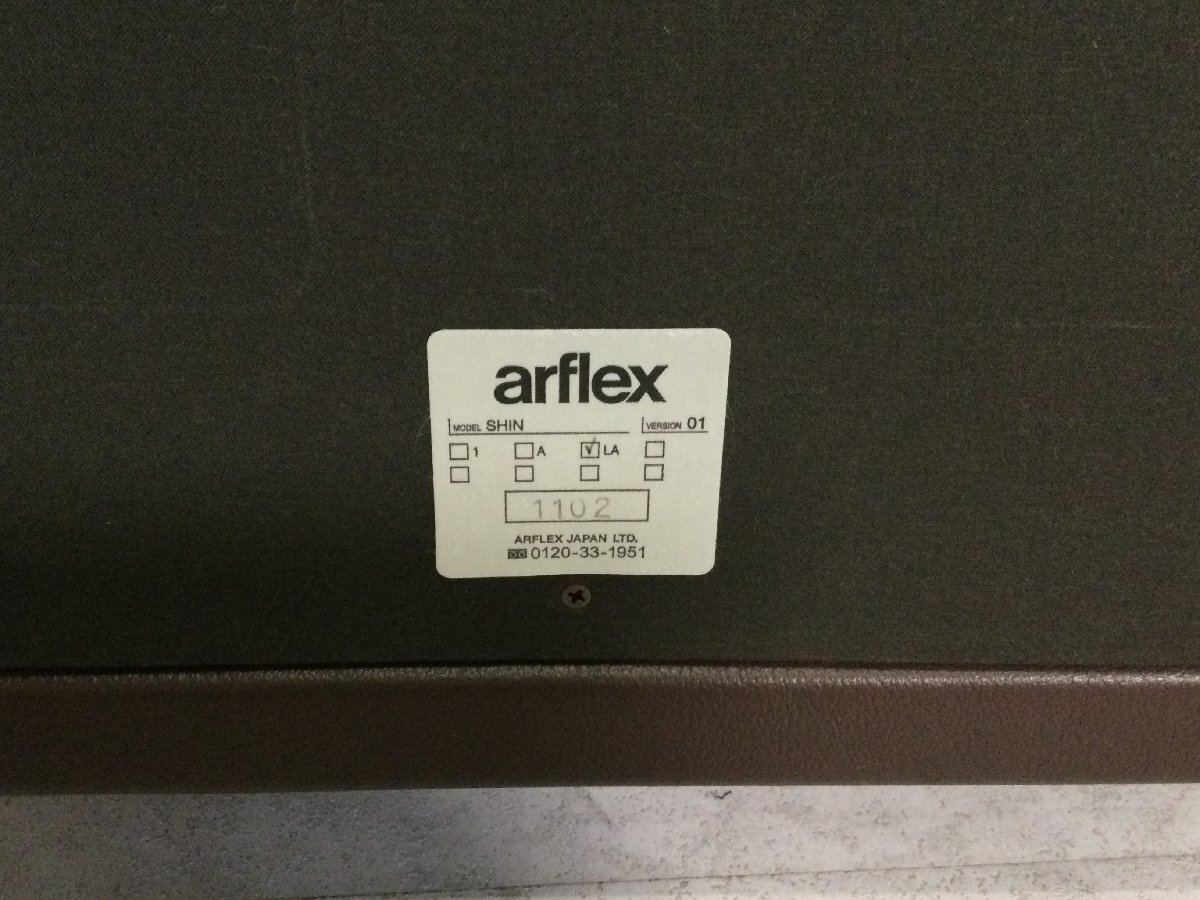 arflex
MODEL SHIN VERSION 01
1 A LA
1102
ARFLEX JAPAN LTD.
0120-33-1951